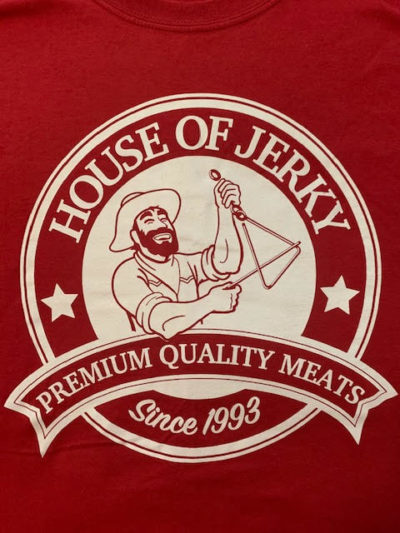 HOUSE OF JERKY
PREMIUM QUALITY MEATS
Since 1993